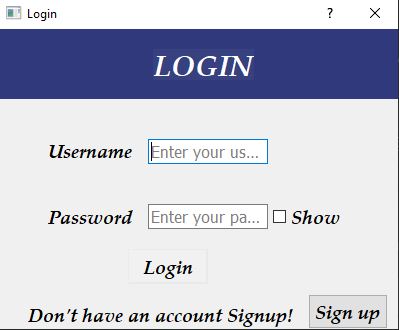 Login ?
LOGIN
Username Enter your us...
Password Enter your pa... Show
Login
Don't have an account Signup! Sign up